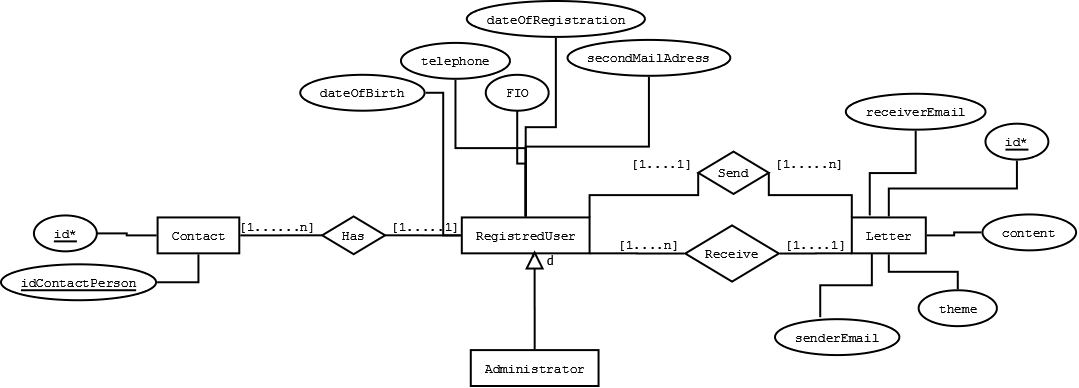 dateOfRegistration
telephone
secondMailAdress
dateOfBirth
FIO
receiverEmail
id*
[1....1]
[1.....n]
Send
id*
Contact
[1......n]
Has
[1.....1]
RegistredUser
[1....n]
Receive
[1....1]
Letter
content
d
idContactPerson
theme
senderEmail
Administrator